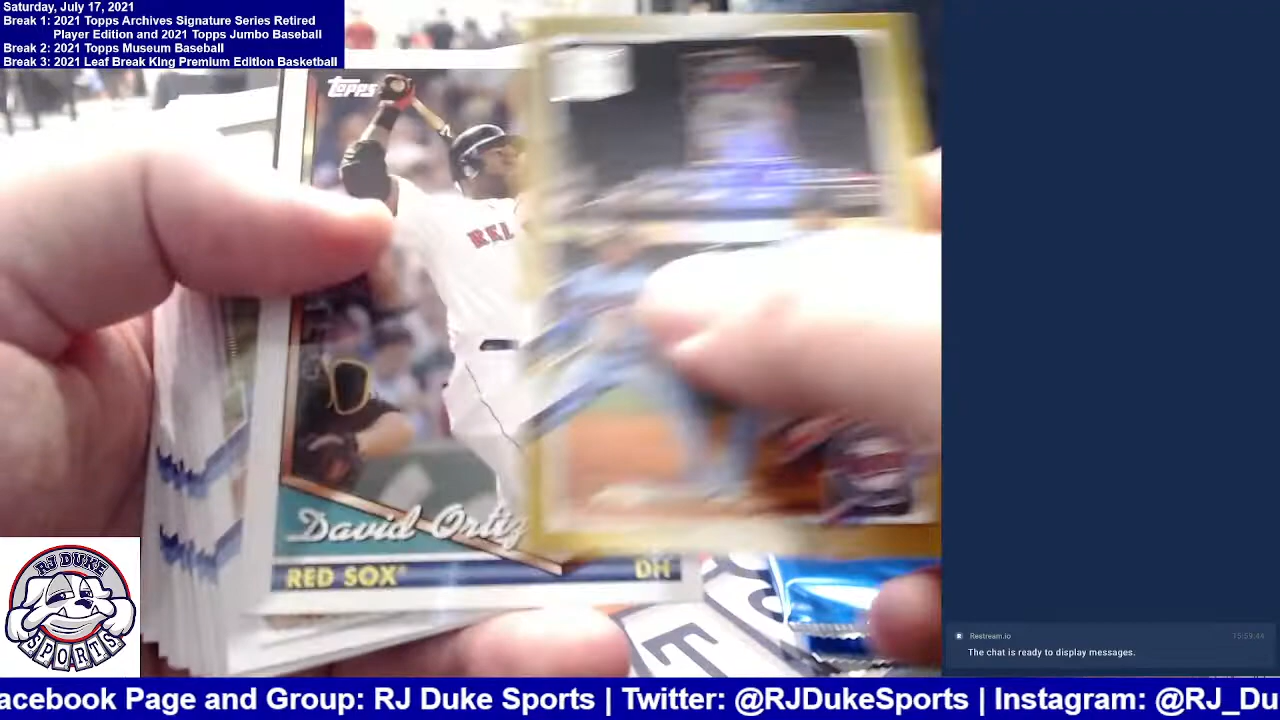 Saturday, July 17, 2021
Break 1: 2021 Topps Archives Signature Series Retired
Player Edition and 2021 Topps Jumbo Baseball
Break 2: 2021 Topps Museum Baseball
Break 3: 2021 Leaf Break King Premium Edition Basketball
Topps
David Ortiz
RED SOX
DH
RJ DUKE
SPORTS
Restream.io
15:59:44
The chat is ready to display messages.
acebook Page and Group: RJ Duke Sports | Twitter: @RJDukeSports | Instagram: @RJ_Du